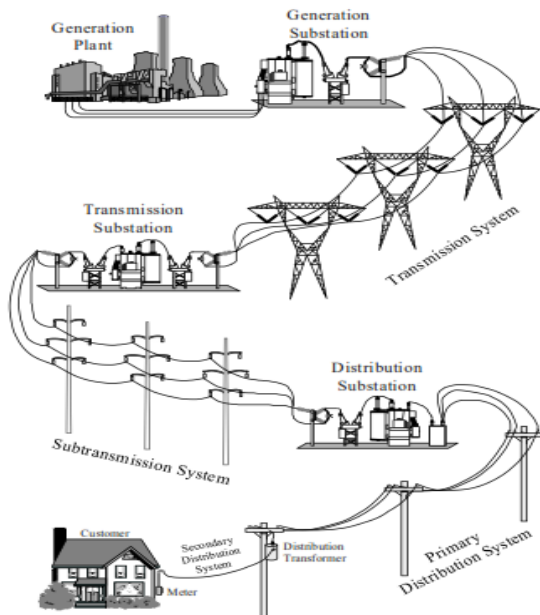 Generation
Plant
Generation
Substation
Transmission
Substation
Transmission System
Distribution
Substation
Subtransmission System
Customer
Secondary
Distribution
System
Distribution
Transformer
Meter
Primary
Distribution System